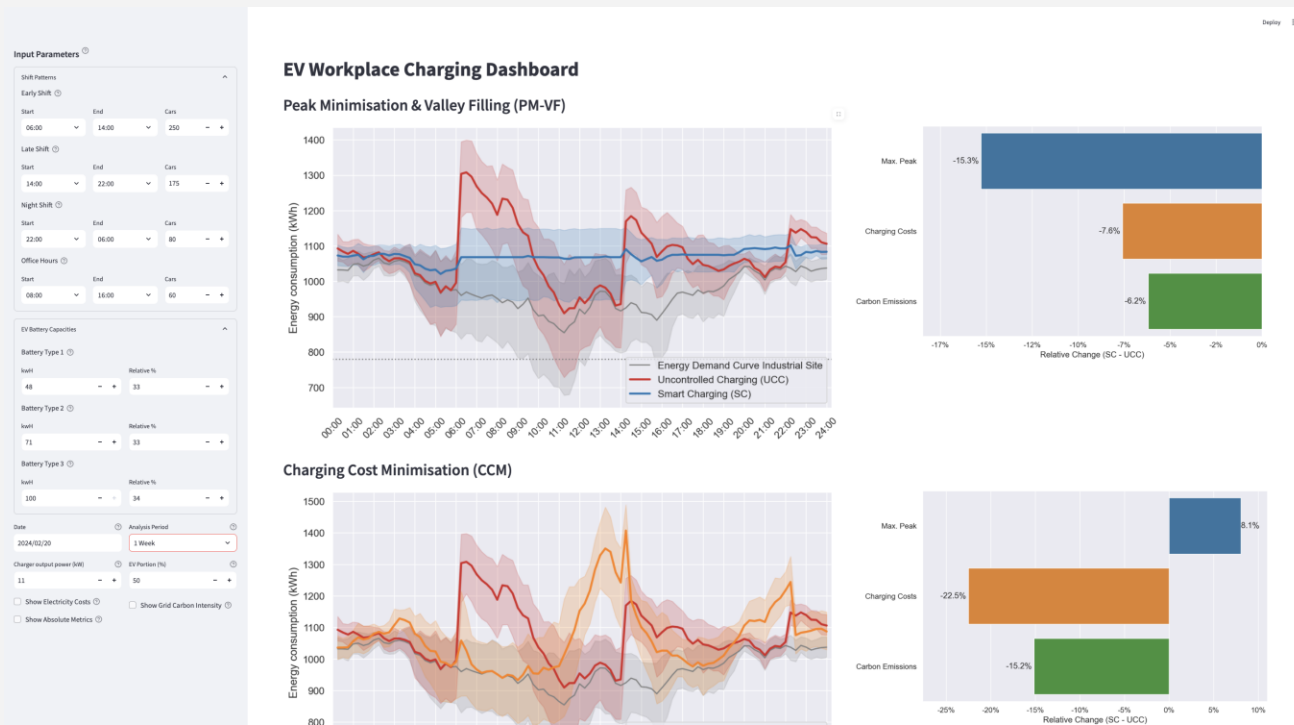 Deploy
Input Parameters
Shift Patterns
Early Shift
Start End Cars
06:00 14:00 250 - +
Late Shift
Start End Cars
14:00 22:00 175 - +
Night Shift
Start End Cars
22:00 06:00 80 - +
Office Hours
Start End Cars
08:00 16:00 60 - +
EV Battery Capacities
Battery Type 1
kwH Relative %
48 - + 33 - +
Battery Type 2
kwH Relative %
71 - + 33 - +
Battery Type 3
kwH Relative %
100 - + 34 - +
Date Analysis Period
2024/02/20 1 Week
Charger output power (kW) EV Portion (%)
11 - + 50 - +
Show Electricity Costs Show Grid Carbon Intensity
Show Absolute Metrics
EV Workplace Charging Dashboard
Peak Minimisation & Valley Filling (PM-VF)
Energy consumption (kWh)
1400
1300
1200
1100
1000
900
800
700
Energy Demand Curve Industrial Site
Uncontrolled Charging (UCC)
Smart Charging (SC)
00:00 01:00 02:00 03:00 04:00 05:00 06:00 07:00 08:00 09:00 10:00 11:00 12:00 13:00 14:00 15:00 16:00 17:00 18:00 19:00 20:00 21:00 22:00 23:00 24:00
Max. Peak -15.3%
Charging Costs -7.6%
Carbon Emissions -6.2%
-17% -15% -12% -10% -7% -5% -2% 0%
Relative Change (SC - UCC)
Charging Cost Minimisation (CCM)
Energy consumption (kWh)
1500
1400
1300
1200
1100
1000
900
800
Max. Peak 8.1%
Charging Costs -22.5%
Carbon Emissions -15.2%
-25% -20% -15% -10% -5% 0% 5% 10%
Relative Change (SC - UCC)